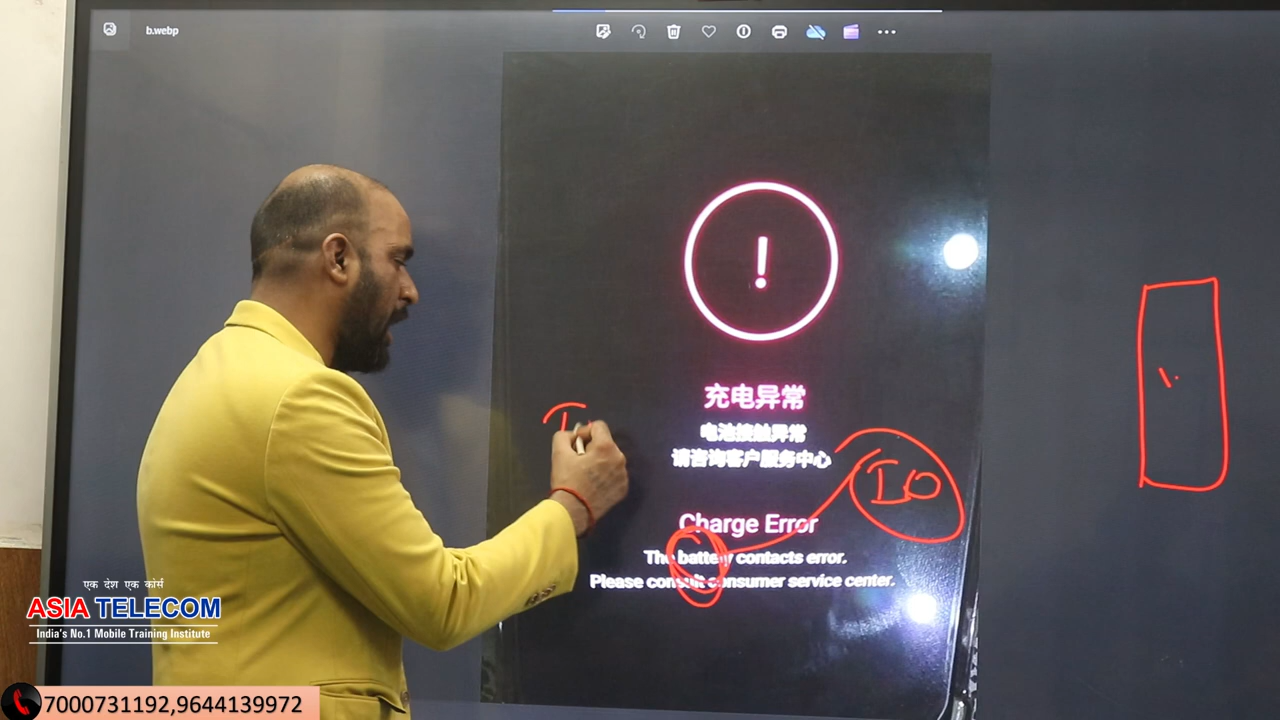 b.webp
充电异常
电池接触异常
请咨询客户服务中心
ID
Charge Error
The battery contacts error.
Please consult consumer service center.
एक देश एक कोर्स
ASIA TELECOM
India's No.1 Mobile Training Institute
7000731192,9644139972